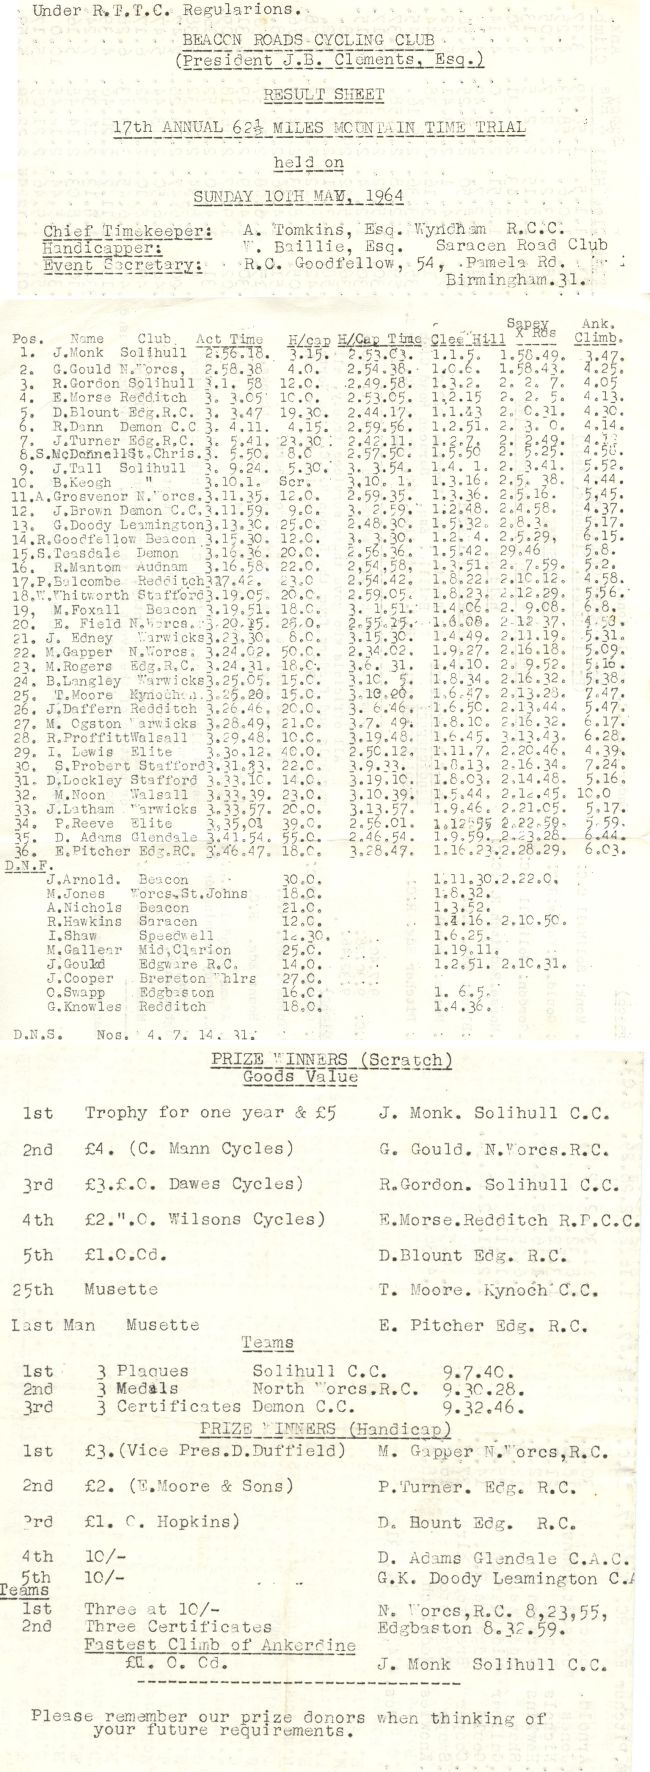 Under R.T.T.C. Regularions.
BEACON ROADS CYCLING CLUB
(President J.B. Clements, Esq.)
RESULT SHEET
17th ANNUAL 62½ MILES MOUNTAIN TIME TRIAL
held on
SUNDAY 10TH MAY, 1964
Chief Timekeeper: A. Tomkins, Esq. Wyndham R.C.C.
Handicapper: W. Baillie, Esq. Saracen Road Club
Event Secretary: R.C. Goodfellow, 54, Pamela Rd.
Birmingham.31.
Pos. Name Club Act Time H/cap H/Cap Time Clee Hill Sapey X Rds Ank. Climb.
1. J.Monk Solihull 2.56.18. 3.15. 2.53.03. 1.1.5. 1.58.49. 3.47.
2. G.Gould N.Worcs, 2.58.38 4.0. 2.54.38. 1.0.6. 1.58.43. 4.25.
3. R.Gordon Solihull 3.1. 58 12.0. 2.49.58. 1.3.2. 2. 2. 7. 4.05
4. E.Morse Redditch 3. 3.05 10.0. 2.53.05. 1.2.15 2. 2. 5. 4.13.
5. D.Blount Edg.R.C. 3. 3.47 19.30. 2.44.17. 1.1.43 2. 0.31. 4.30.
6. R.Dann Demon C.C 3. 4.11. 4.15 2.59.56 1.2.51. 2. 3. 0 4.14.
7. J.Turner Edg.R.C. 3. 5.41. 23.30 2.42.11. 1.2.7. 2. 2.49
8.S.McDonnellSt.Chris.3. 5.50. 8.0 2.57.50. 1.5.50 2. 5.25. 4.58.
9. J.Tall Solihull 3. 9.24. 5.30. 3. 3.54. 1.4. 1. 2. 3.41. 5.52.
10. B.Keogh " 3.10.1. Scr. 3.10. 1. 1.3.16 2.5. 38. 4.44.
11.A.Grosvenor N.Worcs.3.11.35. 12.0. 2.59.35. 1.3.36. 2.5.16. 5,45.
12. J.Brown Demon C.C.3.11.59. 9.0. 3. 2.59. 1.2.48. 2.4.58. 4.37.
13. G.Doody Leamington3.13.30. 25.0. 2.48.30. 1.5.32. 2.8.3. 5.17.
14.R.Goodfellow Beacon 3.15.30. 12.0. 3. 3.30. 1.2. 4. 2.5.29, 6.15.
15.S.Teasdale Demon 3.16.36. 20.0. 2.56.36. 1.5.42. 29.46 5.8.
16. R.Mantom Audnam 3.16.58. 22.0. 2,54,58, 1.3.51. 2. 7.59. 5.2.
17.P.Balcombe Redditch317.42. 23.0 2.54.42. 1.8.22. 2.10.12. 4.58.
18.W.Whitworth Stafford3.19.05. 20.0. 2.59.05. 1.8.23. 2.12.29. 5.56.
19, M.Foxall Beacon 3.19.51. 18.0. 3. 1.51. 1.4.06. 2. 9.08. 6.8.
20. E. Field N.Worcs. 3.20.15. 25.0. 2.55.15. 1.6.08. 2.12.37. 4.53.
21. J. Edney Warwicks3.23.30. 8.0. 3.15.30. 1.4.49. 2.11.19. 5.31.
22. M.Gapper N.Worcs. 3.24.02. 50.0. 2.34.02 1.9.27. 2.16.18. 5.09.
23. M.Rogers Edg.R.C. 3.24.31. 18.0. 3.6. 31. 1.4.10. 2. 9.52. 5.16.
24. B.Langley Warwicks3.25.05. 15.0. 3.10. 5. 1.8.34. 2.16.32. 5.38.
25. T.Moore Kynochcn.3.25.20. 15.0. 3.10.20. 1.6.47. 2.13.28. 7.47.
26. J.Daffern Redditch 3.26.46. 20.0. 3. 6.46. 1.6.50. 2.13.44. 5.47.
27. M. Ogston Warwicks 3.28.49, 21.0. 3.7. 49. 1.8.10. 2.16.32. 6.17.
28. R.ProffittWalsall 3.29.48. 10.0. 3.19.48. 1.6.45. 3.13.43. 6.28.
29. I. Lewis Elite 3.30.12, 40.0. 2.50.12. 1.11.7. 2.20.46. 4.39.
30. S.Probert Stafford3.31.33. 22.0. 3.9.33. 1.8.13. 2.16.34. 7.24.
31. D.Lockley Stafford 3.33.10. 14.0. 3.19.10. 1.8.03. 2.14.48. 5.16.
32. M.Noon Walsall 3.33.39. 23.0. 3.10.39. 1.5.44 2.12.45. 10.0
33. J.Latham Warwicks 3.33.57. 20.0. 3.13.57. 1.9.46. 2.21.05. 5.17.
34. P.Reeve Elite 3,35,01 39.0. 2.56.01. 1.12.55 2.22.59. 5.59.
35. D. Adams Glendale 3.41.54. 55.0. 2.46.54. 1.9.59. 2.23.28 6.44.
36. E.Pitcher Edg.RC. 3.46.47. 18.0. 3.28.47. 1.16.23.2.28.29. 6.03.
D.N.F.
J.Arnold. Beacon 30.0. 1.11.30.2.22.0.
M.Jones Worcs,St.Johns 18.0. 1.8.32.
A.Nichols Beacon 21.0. 1.3.52.
R.Hawkins Saracen 12.0. 1.4.16. 2.10.50.
I.Shaw Speedwell 12.30. 1.6.25.
M.Gallear Mid,Clarion 25.0. 1.19.11.
J.Gould Edgware R.C. 14.0. 1.2.51. 2.10.31.
J.Cooper Brereton Whlrs 27.0.
O.Swapp Edgbaston 16.0. 1. 6.5.
G.Knowles Redditch 18.0. 1.4.36.
D.N.S. Nos. 4. 7. 14. 31.
PRIZE WINNERS (Scratch)
Goods Value
1st Trophy for one year & £5 J. Monk. Solihull C.C.
2nd £4. (C. Mann Cycles) G. Gould. N.Worcs.R.C.
3rd £3.£.0. Dawes Cycles) R.Gordon. Solihull C.C.
4th £2.".0. Wilsons Cycles) E.Morse.Redditch R.P.C.C.
5th £1.0.0d. D.Blount Edg. R.C.
25th Musette T. Moore. Kynoch C.C.
Last Man Musette E. Pitcher Edg. R.C.
Teams
1st 3 Plaques Solihull C.C. 9.7.40.
2nd 3 Medals North Worcs.R.C. 9.30.28.
3rd 3 Certificates Demon C.C. 9.32.46.
PRIZE WINNERS (Handicap)
1st £3.(Vice Pres.D.Duffield) M. Gapper N.Worcs,R.C.
2nd £2. (E.Moore & Sons) P.Turner. Edg. R.C.
3rd £1. C. Hopkins) D. Hount Edg. R.C.
4th 10/- D. Adams Glendale C.A.C.
5th 10/- G.K. Doody Leamington C.A
Teams
1st Three at 10/- N. Worcs,R.C. 8,23,55,
2nd Three Certificates Edgbaston 8.32.59.
Fastest Climb of Ankerdine
£1. 0. 0d. J. Monk Solihull C.C.
Please remember our prize donors when thinking of
your future requirements.